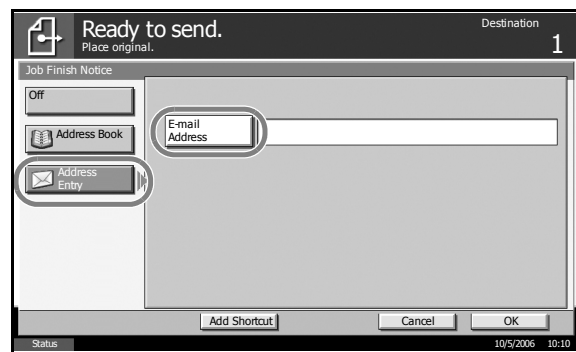 Ready to send.
Destination
Place original.
1
Job Finish Notice
Off
Address Book
E-mail
Address
Address
Entry
Add Shortcut
Cancel
OK
Status
10/5/2006 10:10